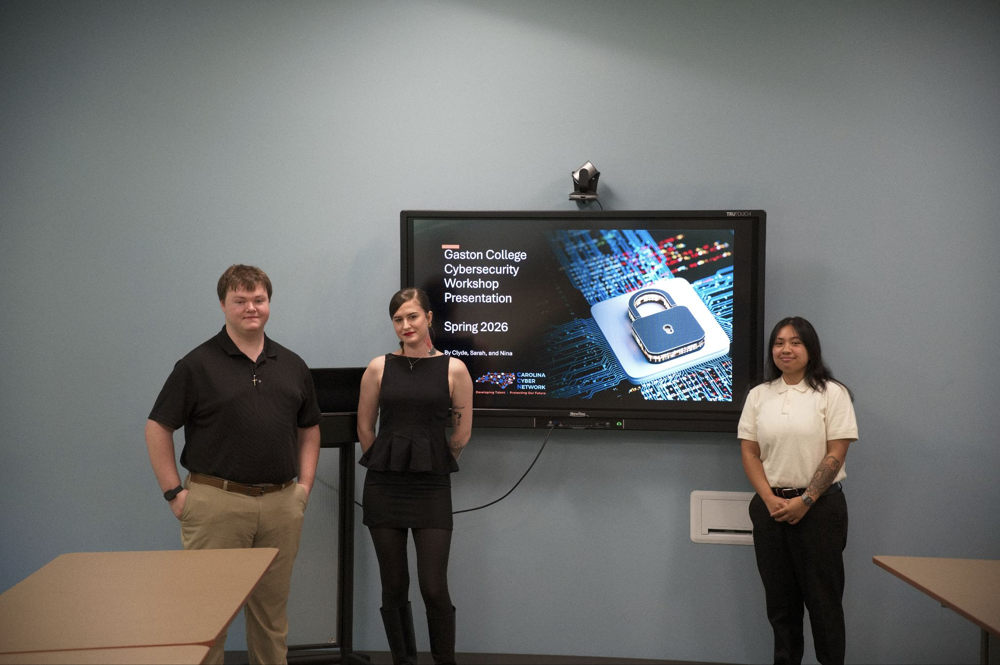 TRUTOUCH
Gaston College
Cybersecurity
Workshop
Presentation
Spring 2026
By Clyde, Sarah, and Nina
CAROLINA
CYBER
NETWORK
Developing Talent | Protecting Our Future
Newline